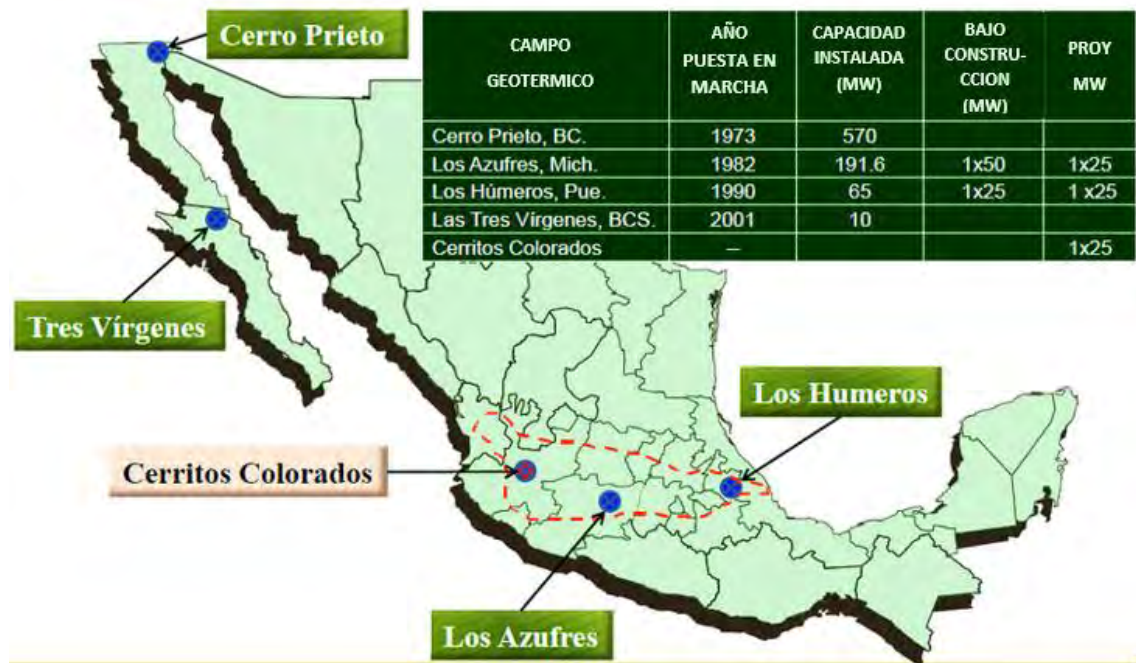 Cerro Prieto
CAMPO GEOTERMICO | AÑO PUESTA EN MARCHA | CAPACIDAD INSTALADA (MW) | BAJO CONSTRU-CCION (MW) | PROY MW
Cerro Prieto, BC. | 1973 | 570
Los Azufres, Mich. | 1982 | 191.6 | 1x50 | 1x25
Los Húmeros, Pue. | 1990 | 65 | 1x25 | 1 x25
Las Tres Vírgenes, BCS. | 2001 | 10
Cerritos Colorados | – | 1x25
Tres Vírgenes
Los Humeros
Cerritos Colorados
Los Azufres